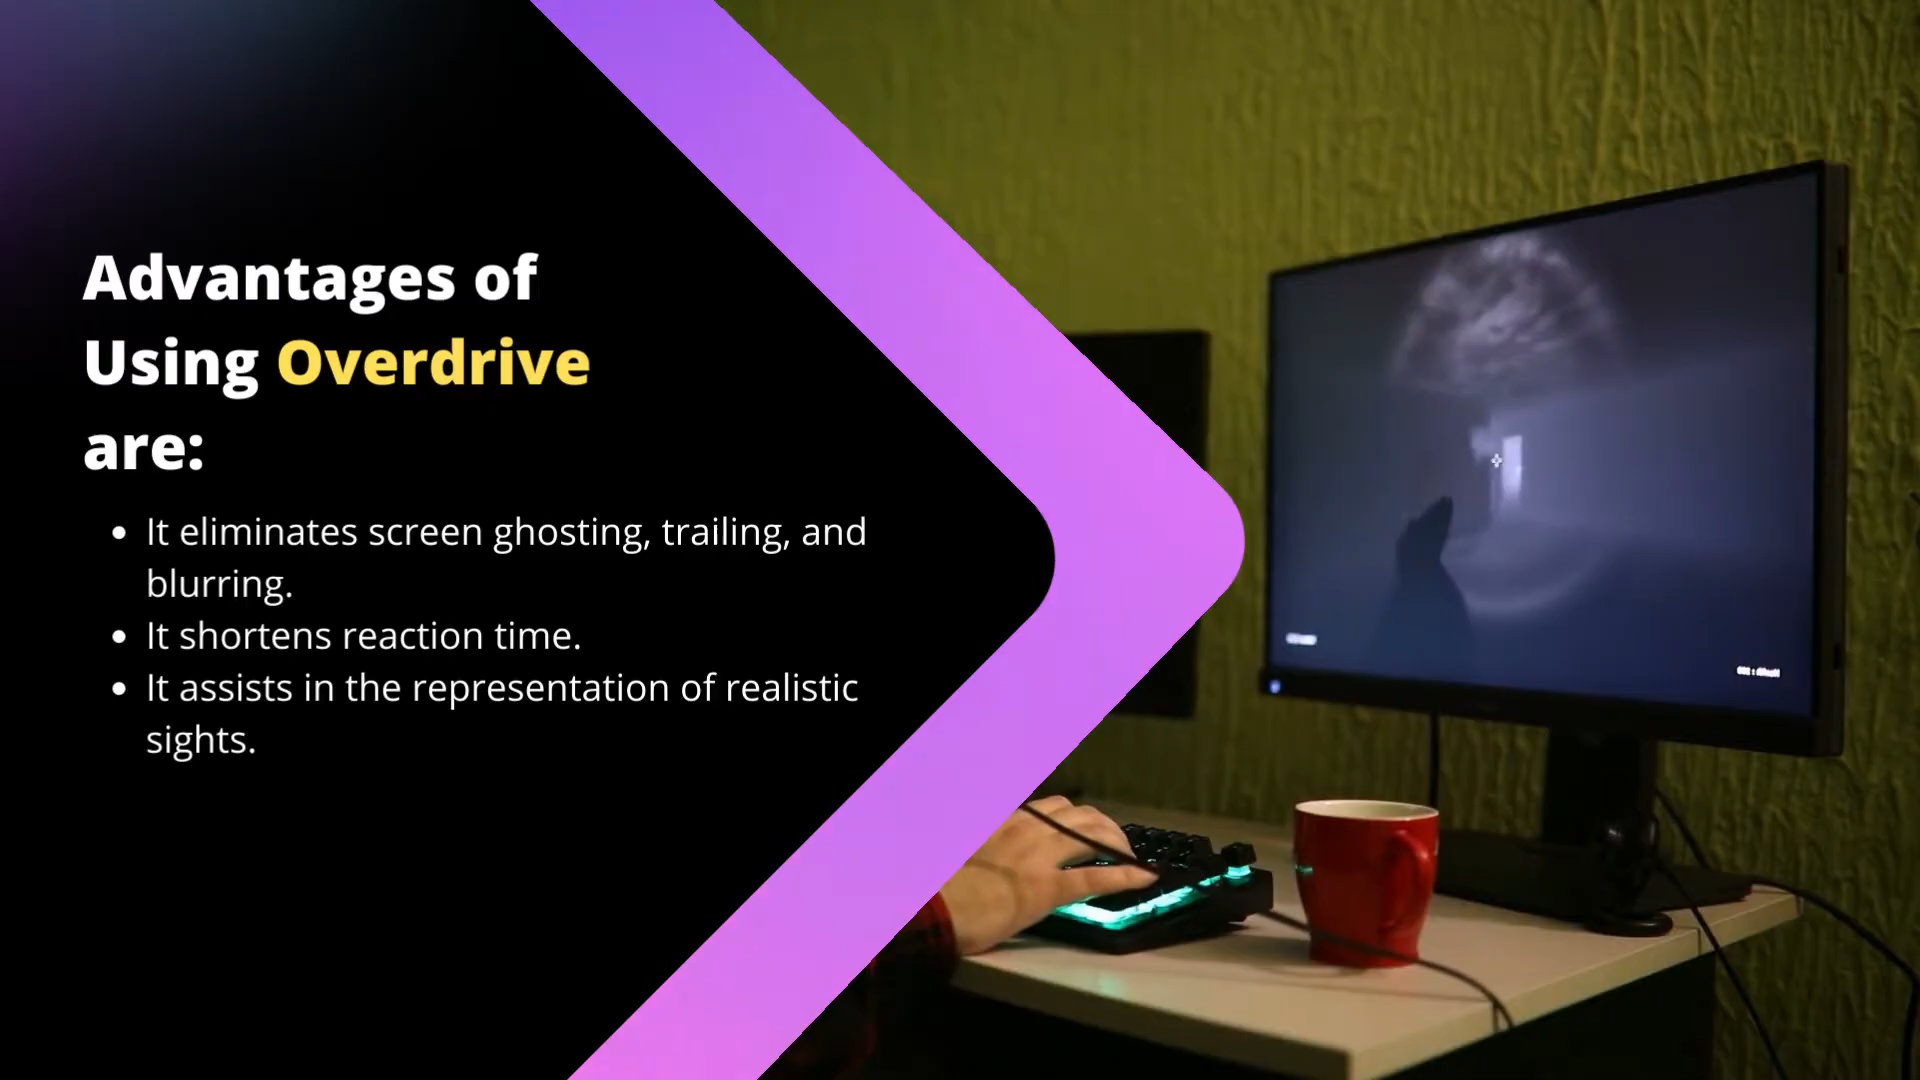 Advantages of
Using Overdrive
are:
• It eliminates screen ghosting, trailing, and
blurring.
• It shortens reaction time.
• It assists in the representation of realistic
sights.